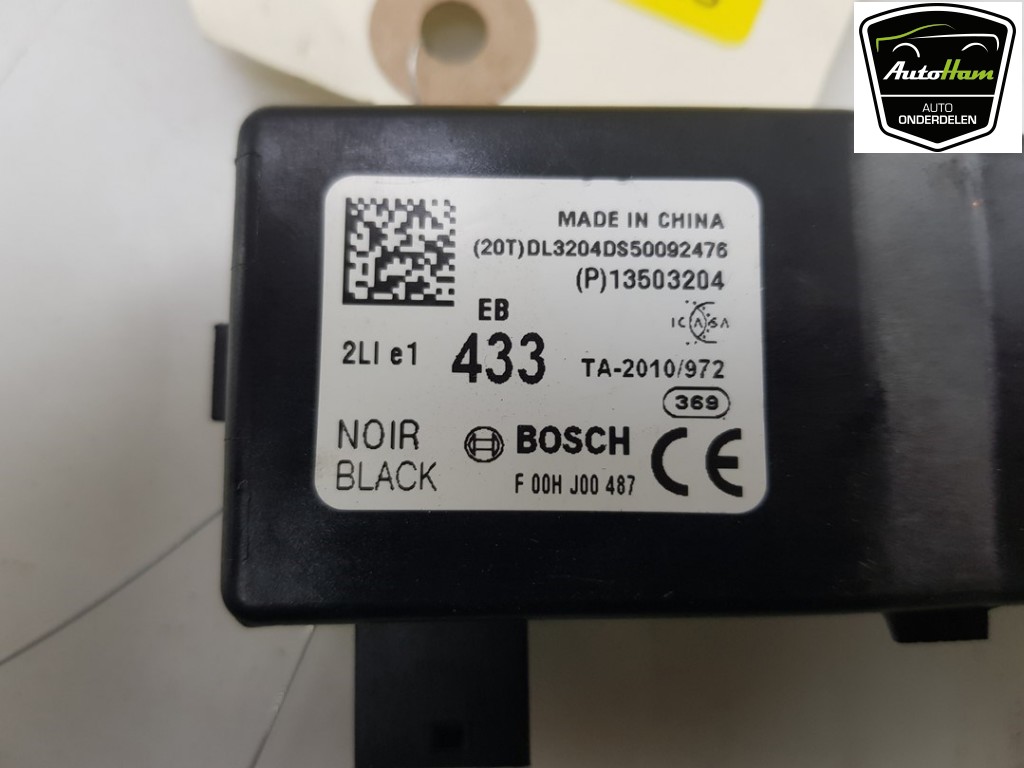 AutoHam
AUTO
ONDERDELEN
MADE IN CHINA
(20T)DL3204DS50092476
(P)13503204
EB
ICASA
2LI e1
433
TA-2010/972
369
NOIR
BLACK
BOSCH
CE
F 00H J00 487